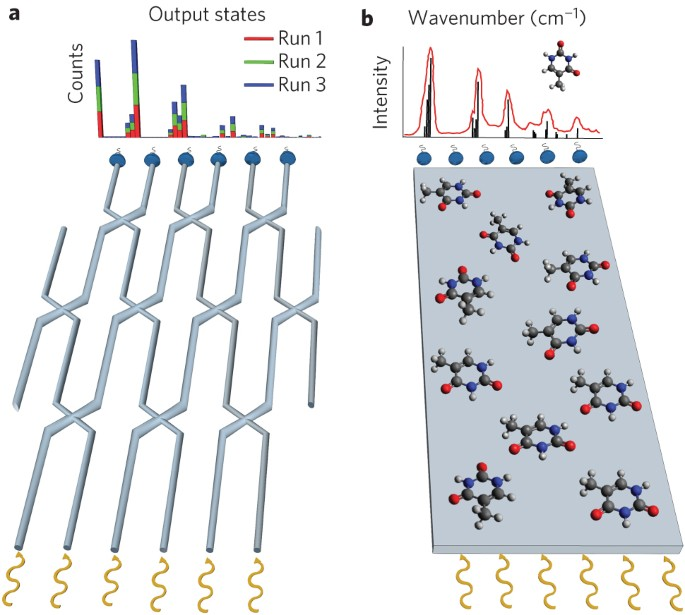 a
Output states
Counts
Run 1
Run 2
Run 3
b
Wavenumber (cm⁻¹)
Intensity